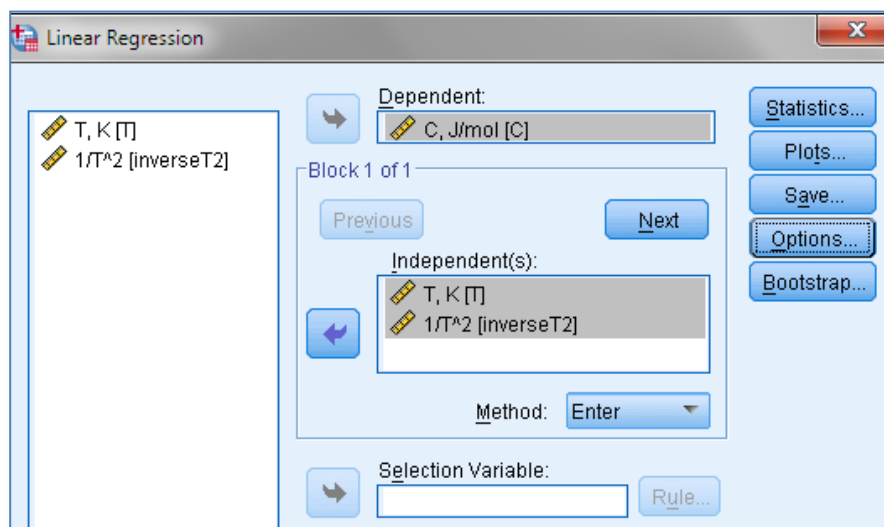 Linear Regression
X
T, K [T]
1/T^2 [inverseT2]
Dependent:
C, J/mol [C]
Block 1 of 1
Previous
Next
Independent(s):
T, K [T]
1/T^2 [inverseT2]
Method:
Enter
Selection Variable:
Rule...
Statistics...
Plots...
Save...
Options...
Bootstrap...